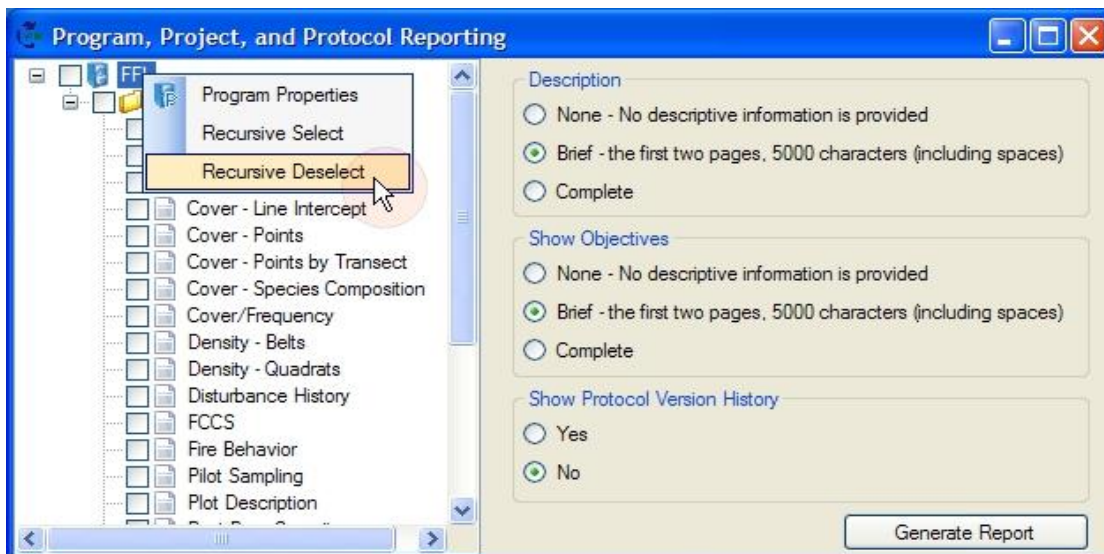 Program, Project, and Protocol Reporting
FFI
Program Properties
Recursive Select
Recursive Deselect
Cover - Line Intercept
Cover - Points
Cover - Points by Transect
Cover - Species Composition
Cover/Frequency
Density - Belts
Density - Quadrats
Disturbance History
FCCS
Fire Behavior
Pilot Sampling
Plot Description
Description
None - No descriptive information is provided
Brief - the first two pages, 5000 characters (including spaces)
Complete
Show Objectives
None - No descriptive information is provided
Brief - the first two pages, 5000 characters (including spaces)
Complete
Show Protocol Version History
Yes
No
Generate Report